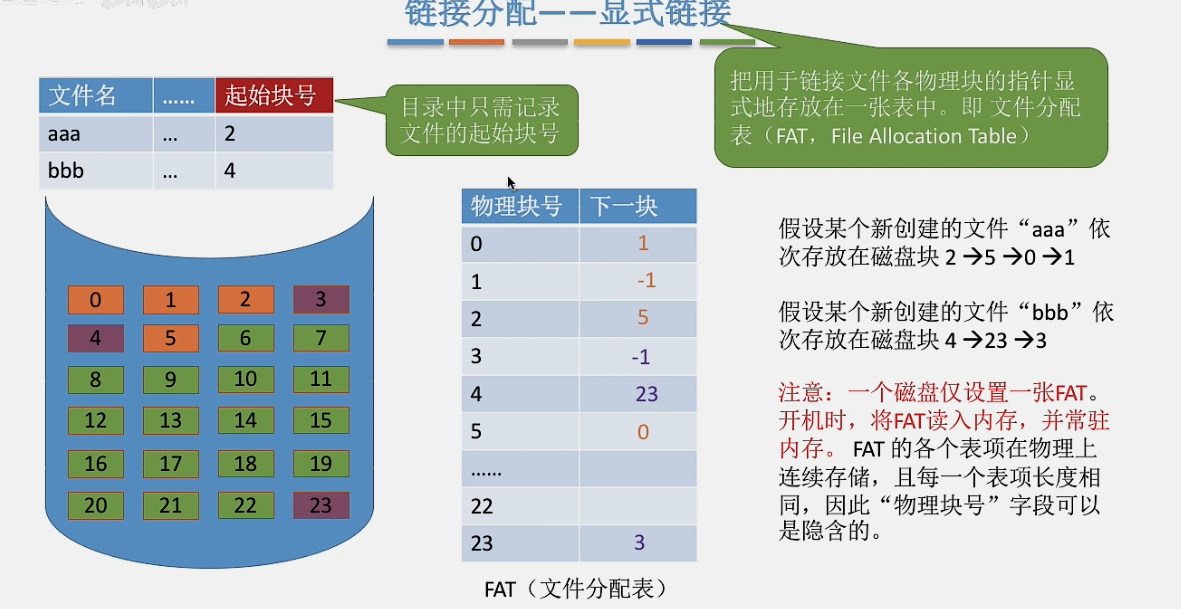 链接分配——显式链接
文件名 …… 起始块号
aaa … 2
bbb … 4
目录中只需记录
文件的起始块号
把用于链接文件各物理块的指针显
式地存放在一张表中。即 文件分配
表（FAT，File Allocation Table）
0 1 2 3
4 5 6 7
8 9 10 11
12 13 14 15
16 17 18 19
20 21 22 23
物理块号 下一块
0 1
1 -1
2 5
3 -1
4 23
5 0
……
22
23 3
FAT（文件分配表）
假设某个新创建的文件“aaa”依
次存放在磁盘块 2 →5 →0 →1
假设某个新创建的文件“bbb”依
次存放在磁盘块 4 →23 →3
注意：一个磁盘仅设置一张FAT。
开机时，将FAT读入内存，并常驻
内存。 FAT 的各个表项在物理上
连续存储，且每一个表项长度相
同，因此“物理块号”字段可以
是隐含的。